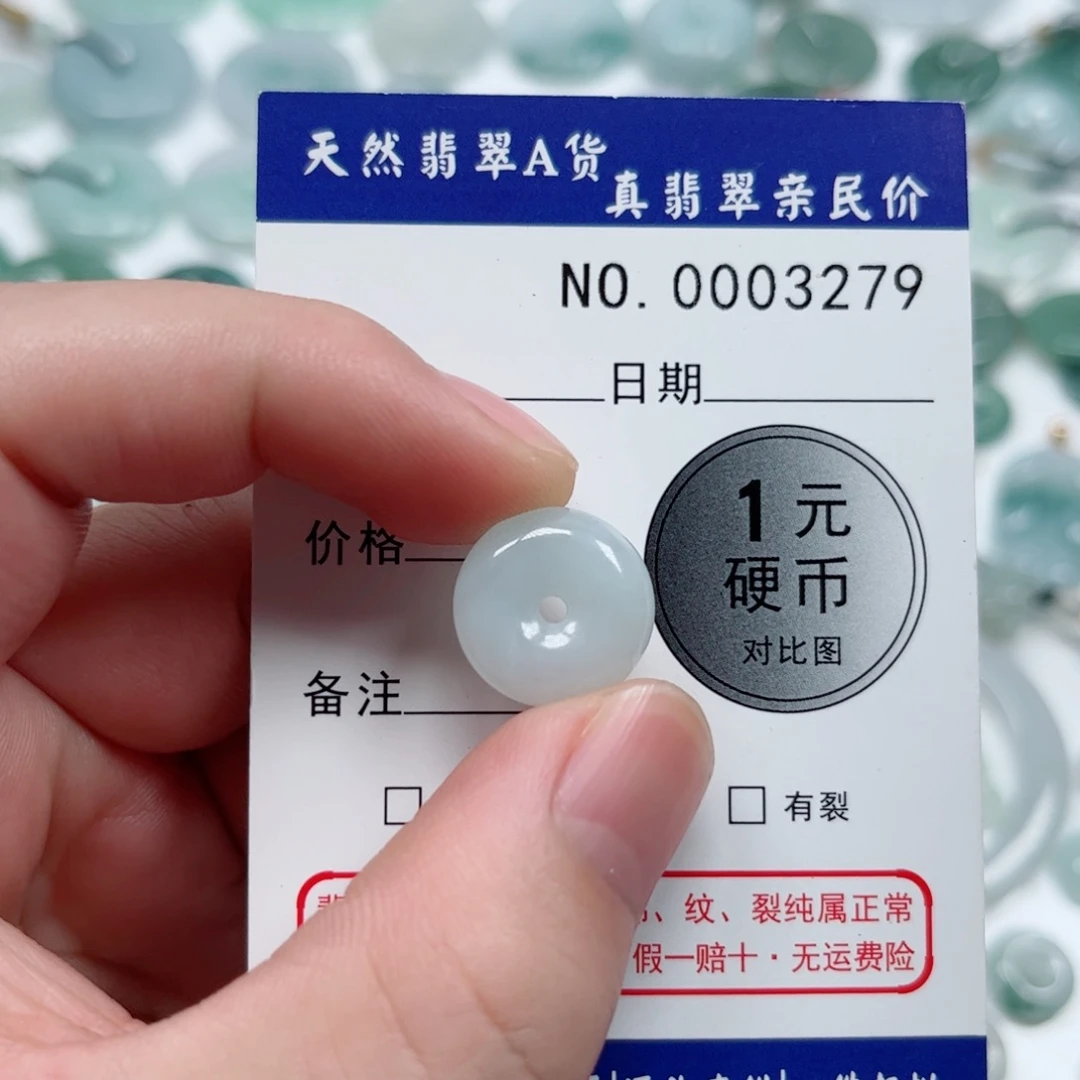 天然翡翠A货
真翡翠亲民价
NO. 0003279
日期
价格
1元
硬币
对比图
备注
有裂
、纹、裂纯属正常
假一赔十·无运费险